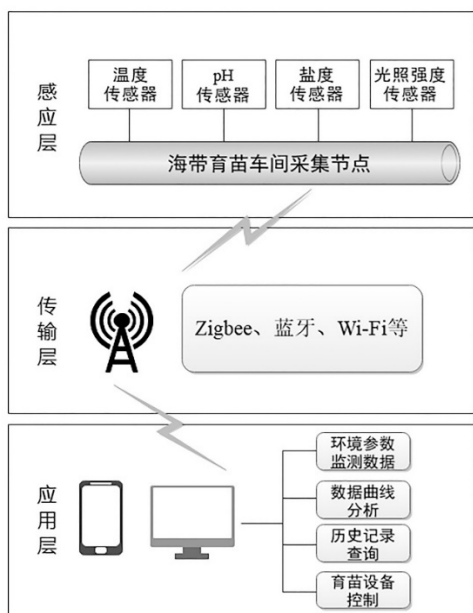 感应层
温度
传感器
pH
传感器
盐度
传感器
光照强度
传感器
海带育苗车间采集节点
传输层
Zigbee、蓝牙、Wi-Fi等
应用层
环境参数
监测数据
数据曲线
分析
历史记录
查询
育苗设备
控制